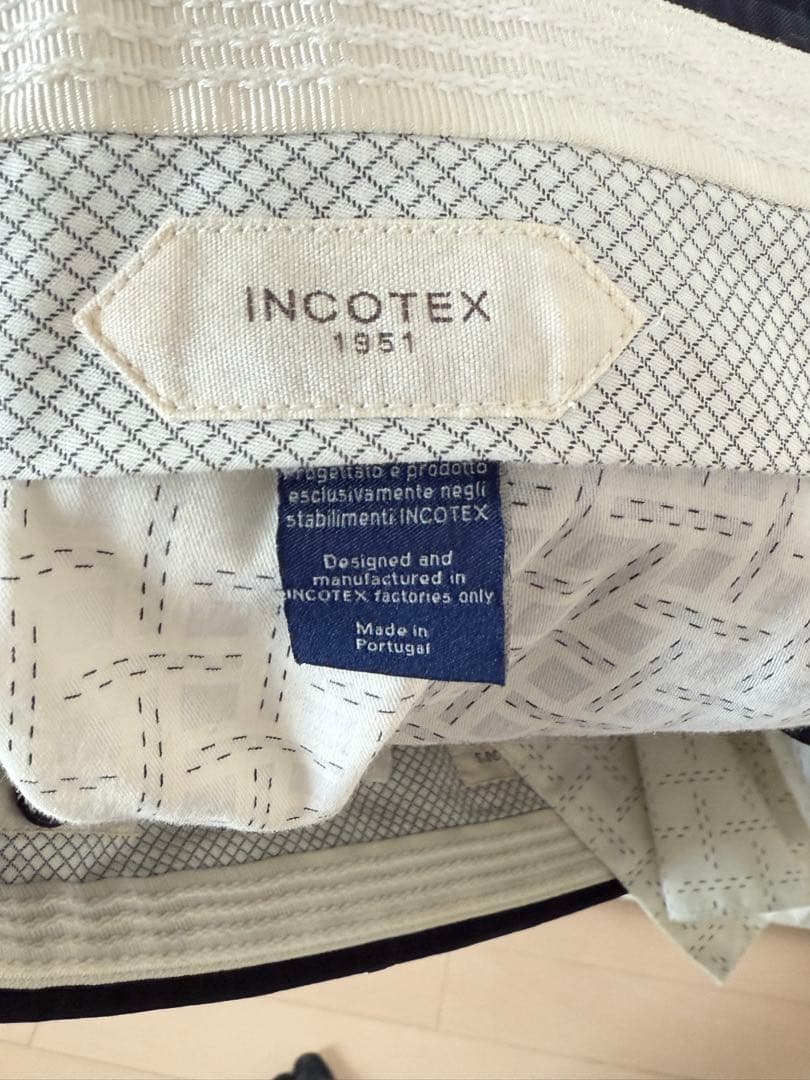 INCOTEX
1951
Progettato e prodotto
esclusivamente negli
stabilimenti INCOTEX
Designed and
manufactured in
INCOTEX factories only
Made in
Portugal